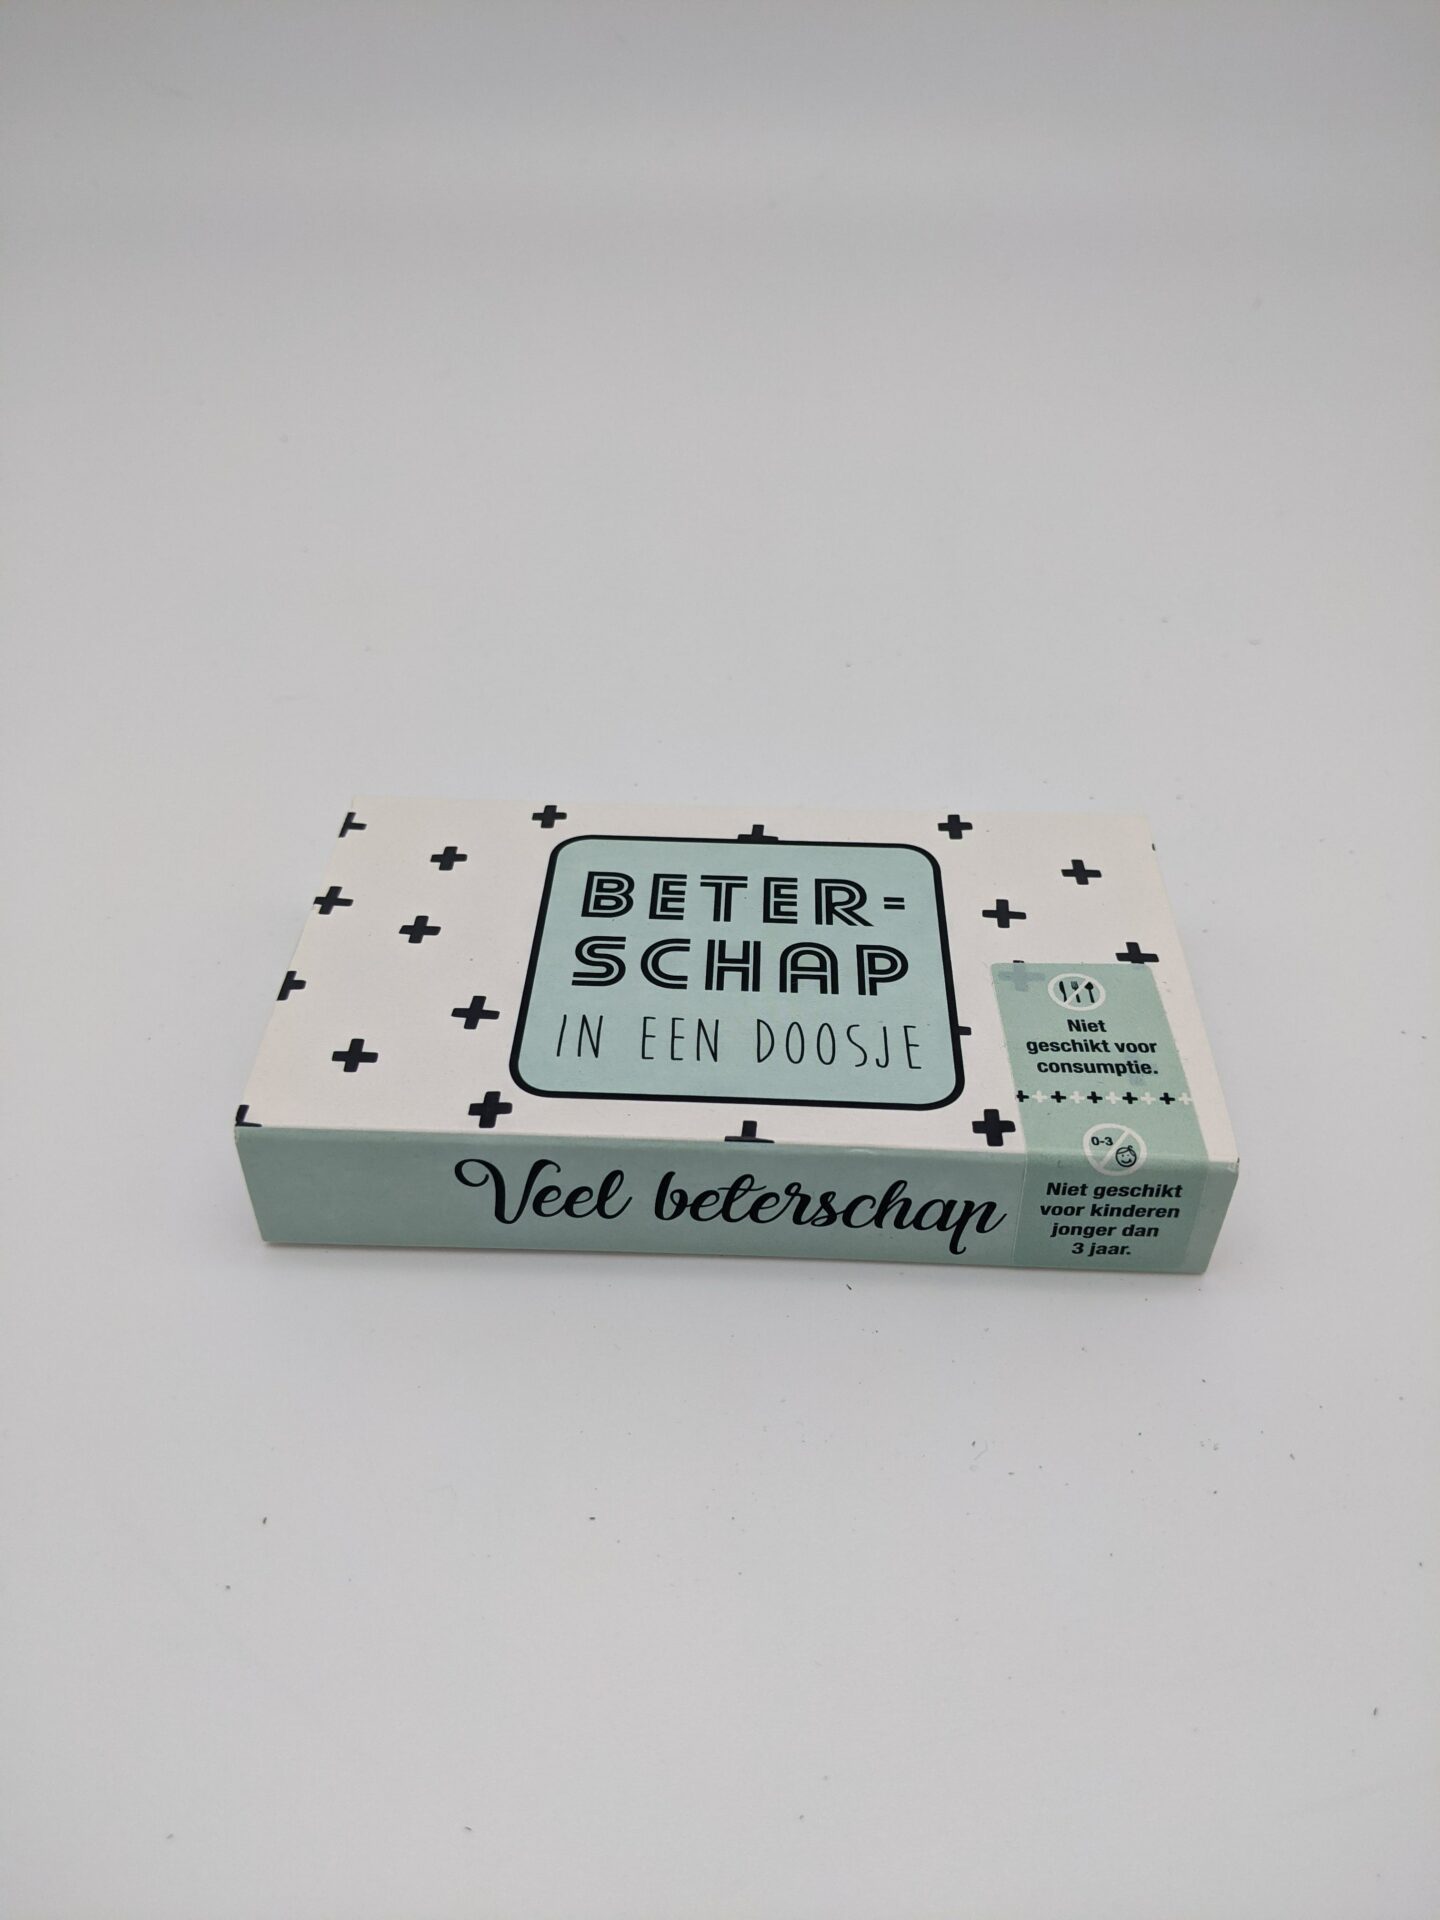 BETER-
SCHAP
IN EEN DOOSJE
Niet
geschikt voor
consumptie.
0-3
Niet geschikt
voor kinderen
jonger dan
3 jaar.
Veel beterschap